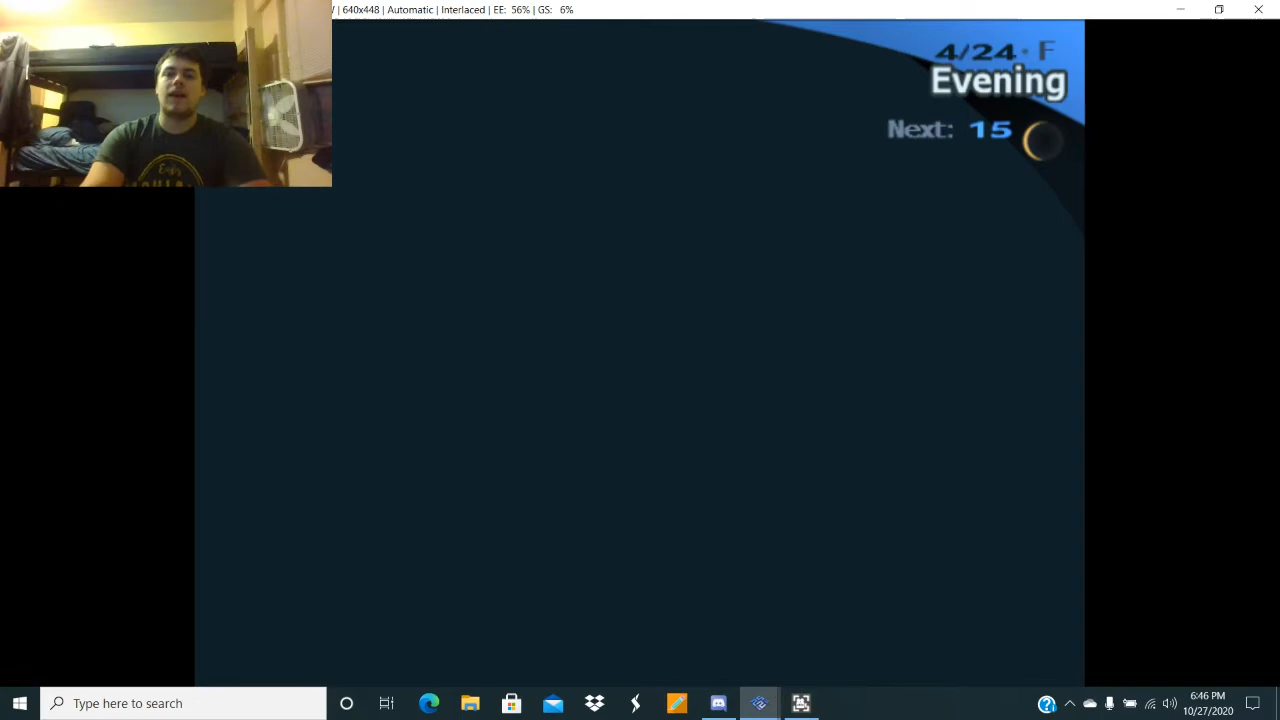 | 640x448 | Automatic | Interlaced | EE: 56% | GS: 6%
4/24 · F
Evening
Next: 15
Type here to search
6:46 PM
10/27/2020